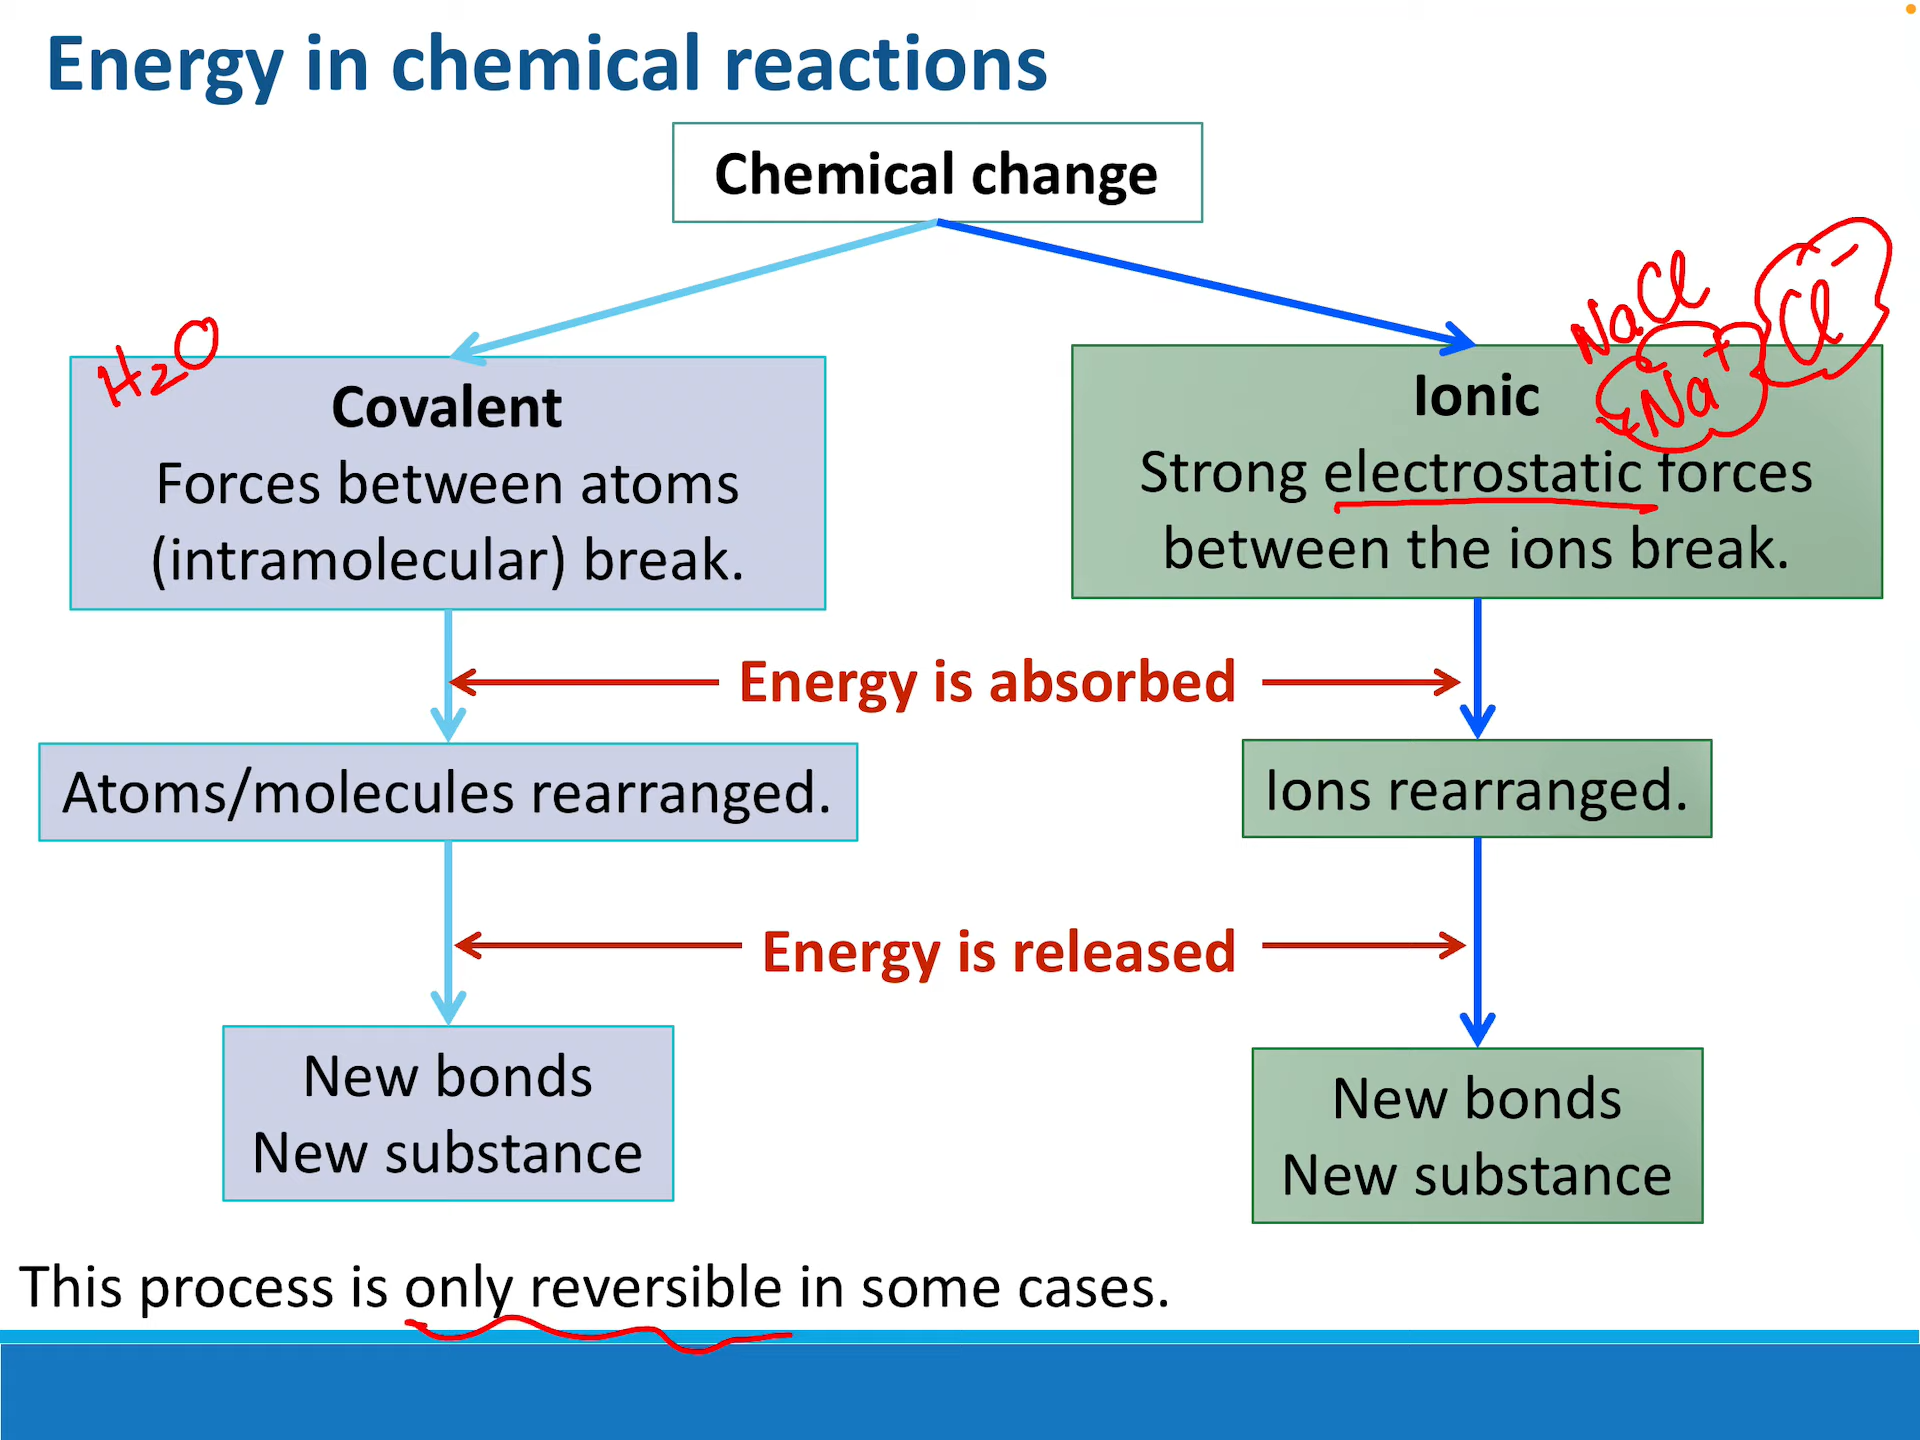 Energy in chemical reactions
Chemical change
H2O
Covalent
Forces between atoms
(intramolecular) break.
NaCl
Na+
Cl-
Ionic
Strong electrostatic forces
between the ions break.
Energy is absorbed
Atoms/molecules rearranged.
Ions rearranged.
Energy is released
New bonds
New substance
New bonds
New substance
This process is only reversible in some cases.